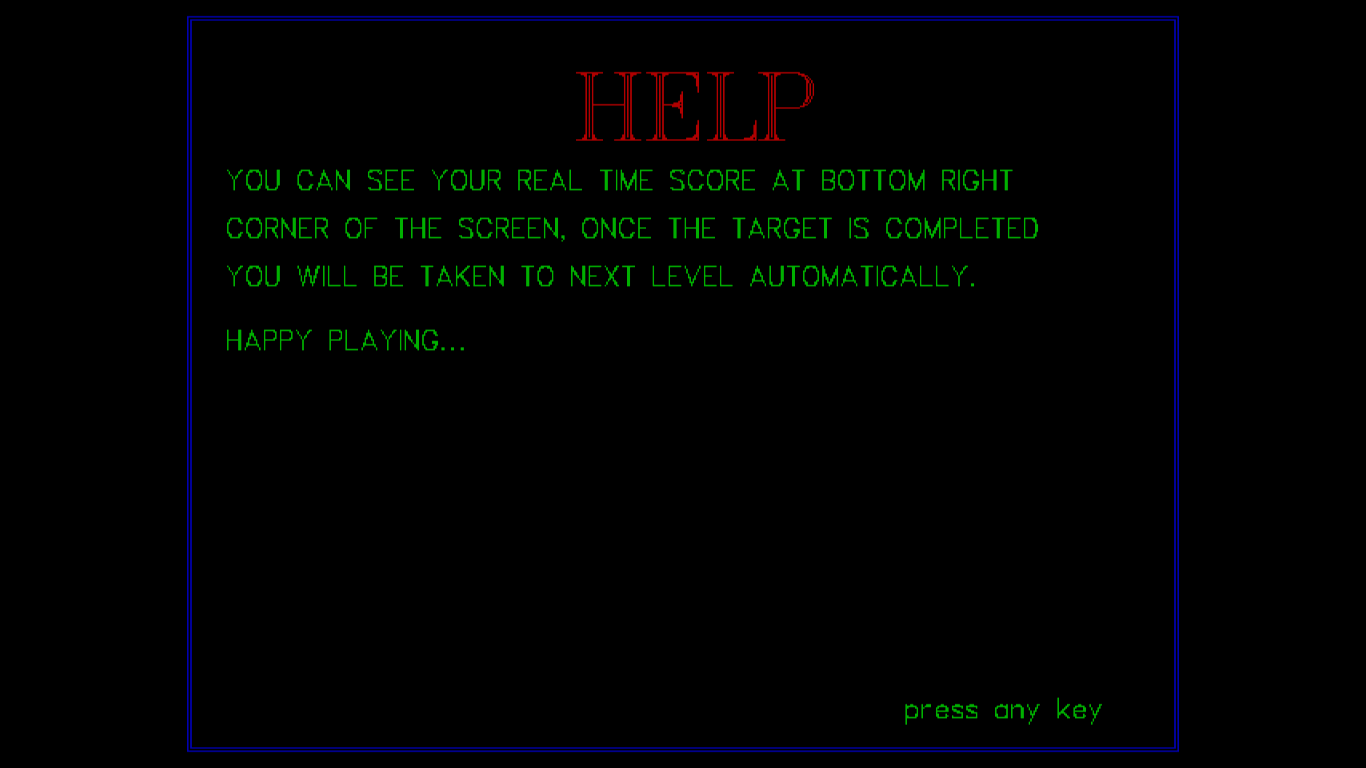 HELP
YOU CAN SEE YOUR REAL TIME SCORE AT BOTTOM RIGHT
CORNER OF THE SCREEN, ONCE THE TARGET IS COMPLETED
YOU WILL BE TAKEN TO NEXT LEVEL AUTOMATICALLY.
HAPPY PLAYING...
press any key